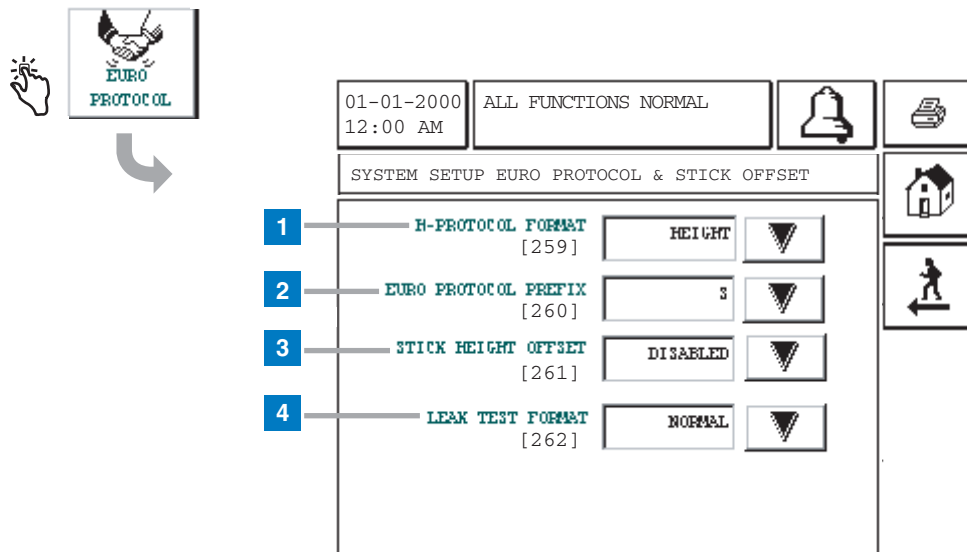 EURO
PROTOCOL
01-01-2000
12:00 AM
ALL FUNCTIONS NORMAL
SYSTEM SETUP EURO PROTOCOL & STICK OFFSET
1
H-PROTOCOL FORMAT
[259]
HEIGHT
2
EURO PROTOCOL PREFIX
[260]
S
3
STICK HEIGHT OFFSET
[261]
DISABLED
4
LEAK TEST FORMAT
[262]
NORMAL